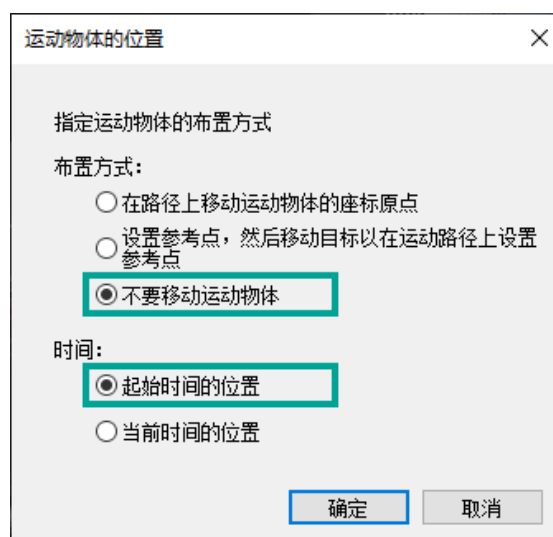 运动物体的位置
指定运动物体的布置方式
布置方式:
在路径上移动运动物体的座标原点
设置参考点，然后移动目标以在运动路径上设置
参考点
不要移动运动物体
时间:
起始时间的位置
当前时间的位置
确定
取消